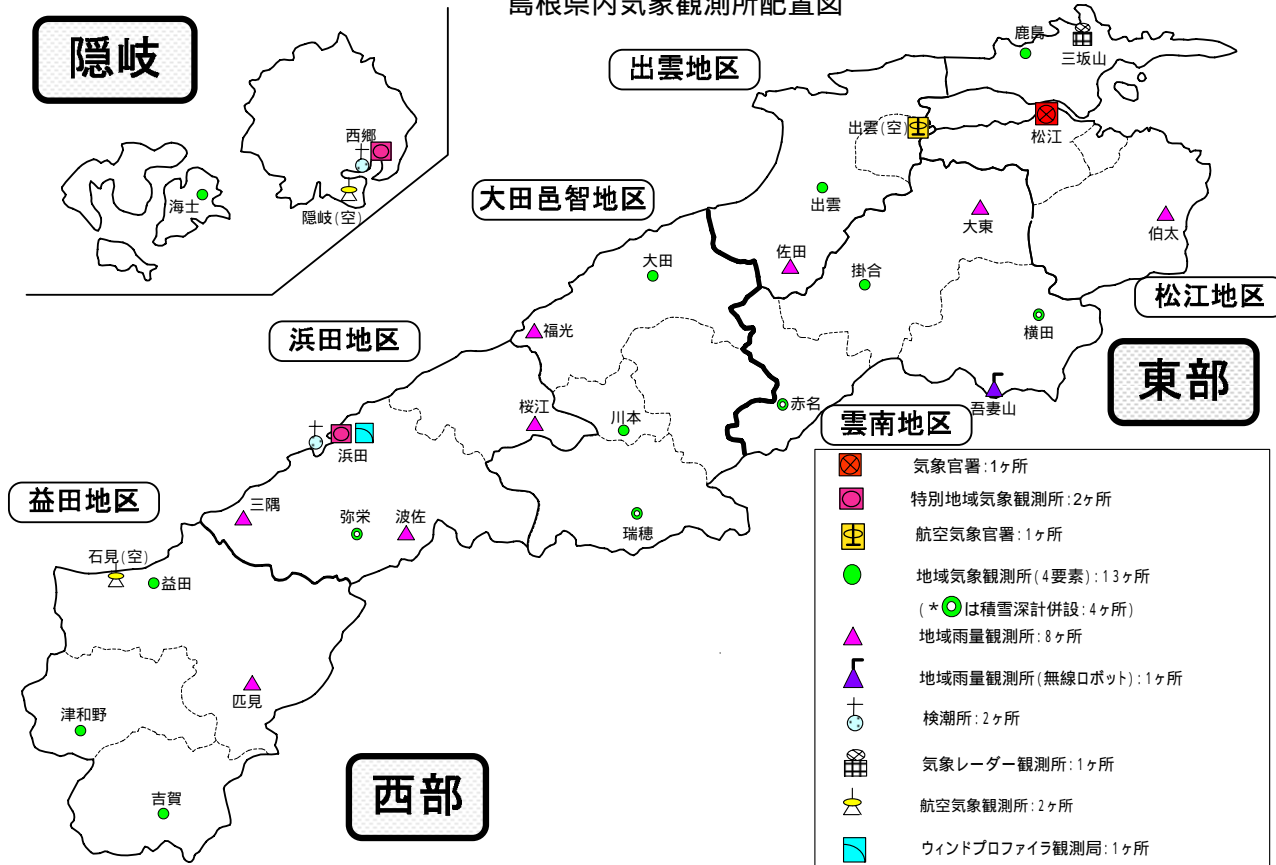 島根県内気象観測所配置図
隠岐
西郷
海士
隠岐(空)
出雲地区
鹿島
三坂山
出雲(空)
松江
大田邑智地区
出雲
大東
伯太
佐田
掛合
大田
松江地区
横田
福光
浜田地区
東部
吾妻山
赤名
桜江
川本
雲南地区
浜田
益田地区
三隅
弥栄
波佐
瑞穂
石見(空)
益田
匹見
津和野
吉賀
西部
気象官署:1ヶ所
特別地域気象観測所:2ヶ所
航空気象官署:1ヶ所
地域気象観測所(4要素):13ヶ所
(*◎は積雪深計併設:4ヶ所)
地域雨量観測所:8ヶ所
地域雨量観測所(無線ロボット):1ヶ所
検潮所:2ヶ所
気象レーダー観測所:1ヶ所
航空気象観測所:2ヶ所
ウィンドプロファイラ観測局:1ヶ所